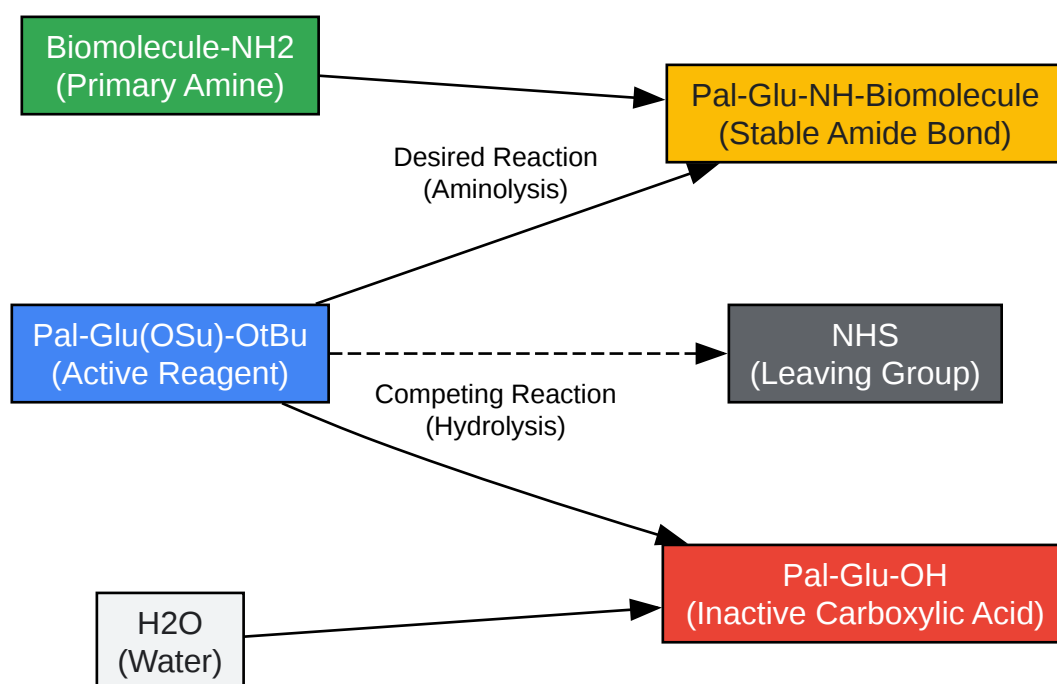 Biomolecule-NH2
(Primary Amine)
Pal-Glu-NH-Biomolecule
(Stable Amide Bond)
Desired Reaction
(Aminolysis)
Pal-Glu(OSu)-OtBu
(Active Reagent)
NHS
(Leaving Group)
Competing Reaction
(Hydrolysis)
Pal-Glu-OH
(Inactive Carboxylic Acid)
H2O
(Water)